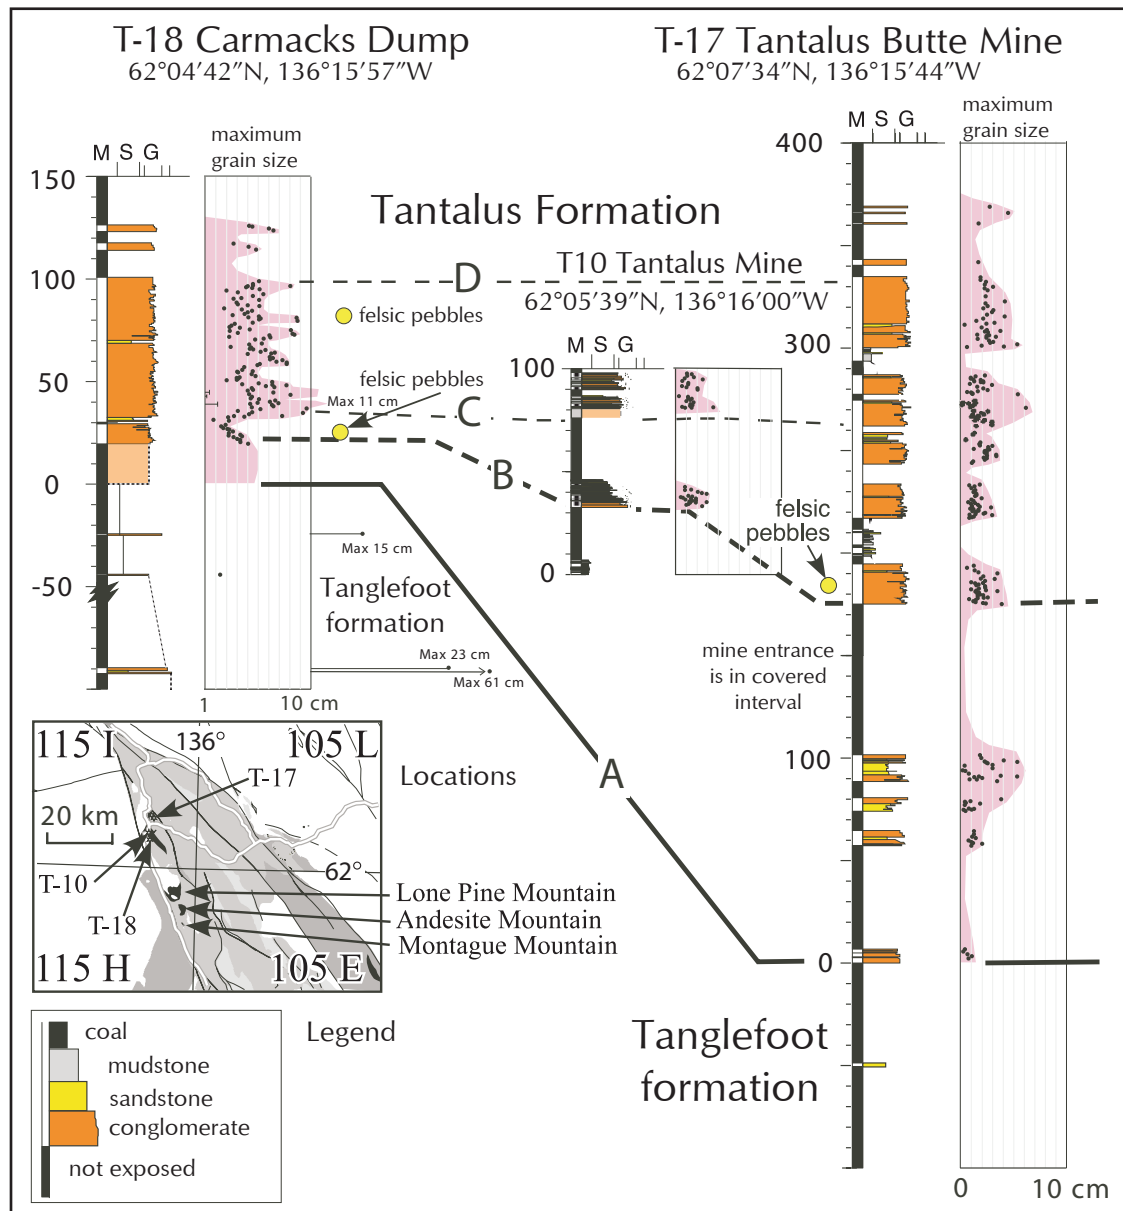 T-18 Carmacks Dump
62°04’42”N, 136°15’57”W
T-17 Tantalus Butte Mine
62°07’34”N, 136°15’44”W
maximum
grain size
M S G
150
100
50
0
-50
1 10 cm
Tantalus Formation
D
T10 Tantalus Mine
62°05’39”N, 136°16’00”W
felsic pebbles
felsic pebbles
Max 11 cm
C
B
M S G
100
0
Max 15 cm
Tanglefoot
formation
Max 23 cm
Max 61 cm
A
maximum
grain size
M S G
400
300
felsic
pebbles
mine entrance
is in covered
interval
100
0
Tanglefoot
formation
0 10 cm
115 I
136°
105 L
T-17
20 km
62°
T-10
T-18
115 H
105 E
Locations
Lone Pine Mountain
Andesite Mountain
Montague Mountain
Legend
coal
mudstone
sandstone
conglomerate
not exposed